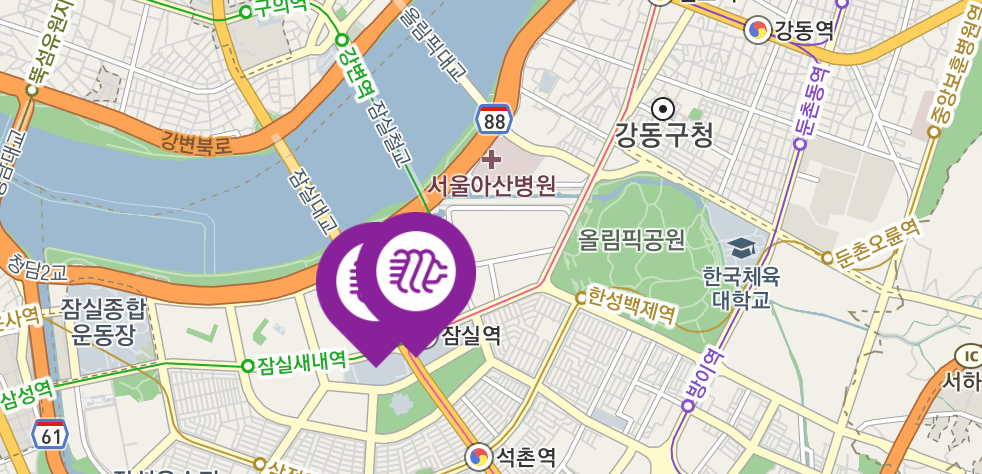 구의역
올림픽대교
뚝섬유원지
강변역
강동역
88
강변북로
잠실철교
강동구청
둔촌동역
중앙보훈병원역
잠실대교
서울아산병원
올림픽공원
청담2교
한국체육
대학교
둔촌오륜역
한성백제역
잠실종합
운동장
잠실역
잠실새내역
삼성역
방이역
IC
서하
61
석촌역